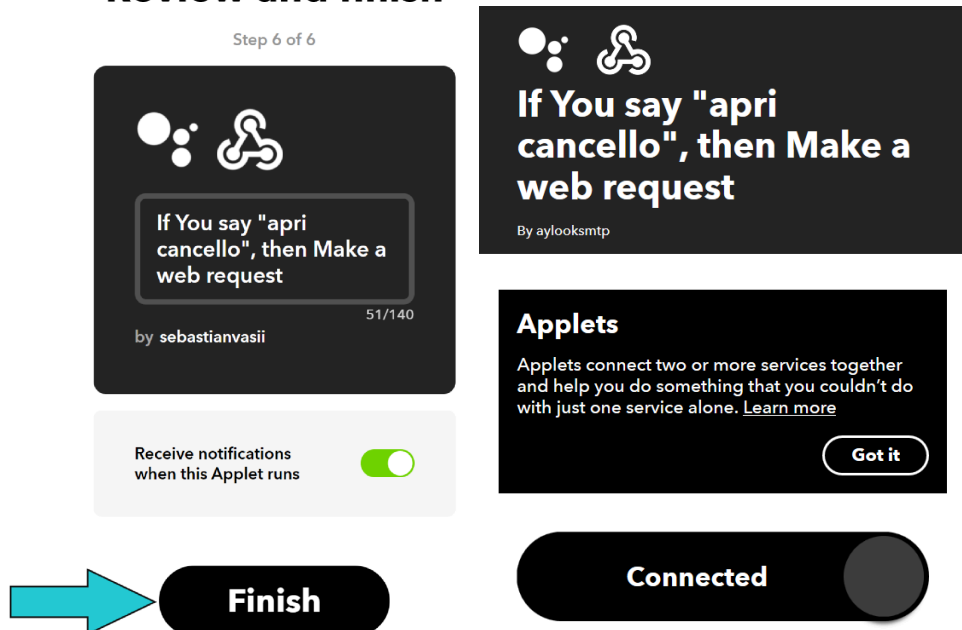 Review and finish
Step 6 of 6
If You say "apri
cancello", then Make a
web request
51/140
by sebastianvasii
Receive notifications
when this Applet runs
Finish
If You say "apri
cancello", then Make a
web request
By aylooksmtp
Applets
Applets connect two or more services together
and help you do something that you couldn’t do
with just one service alone. Learn more
Got it
Connected